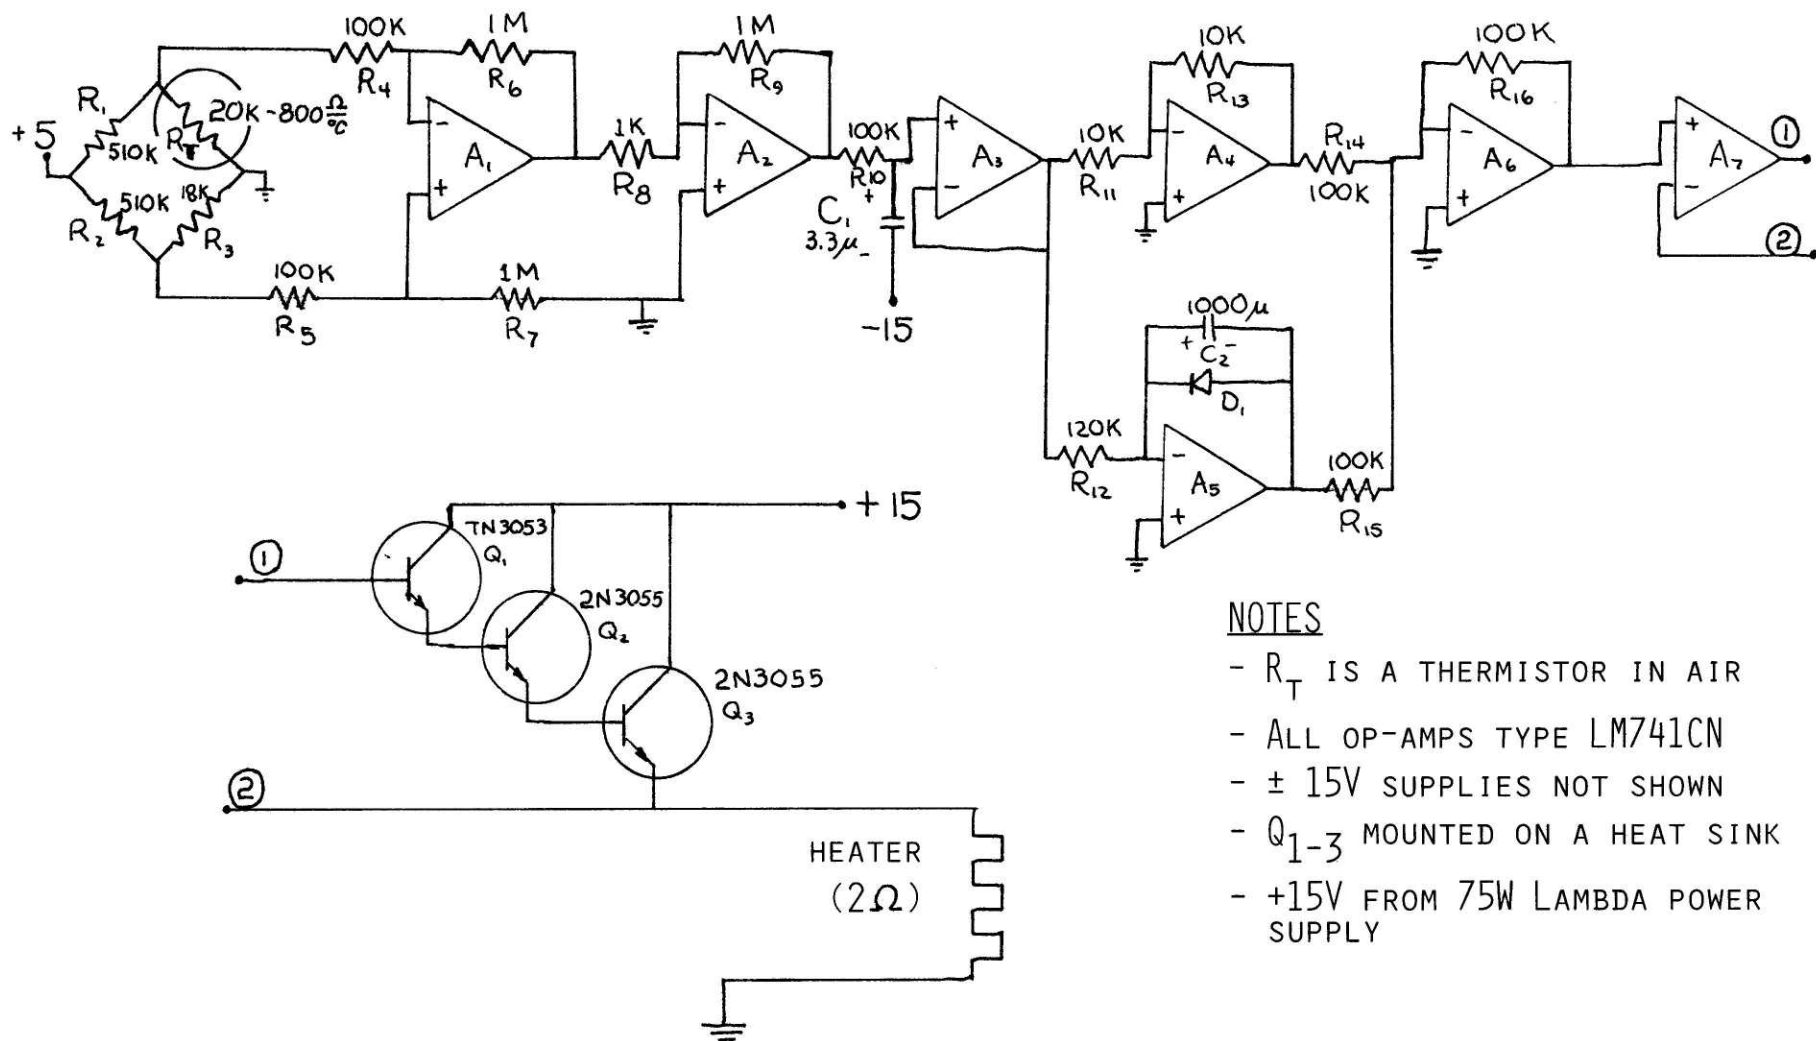 100K
R4
1M
R6
1M
R9
R1
510K
20K-800Ω/°C
RT
+5
510K
R2
18K
R3
-
+
A1
1K
R8
-
+
A2
100K
R10
+
C1
3.3μ
-
-15
+
-
A3
10K
R11
10K
R13
-
+
A4
R14
100K
100K
R16
-
+
A6
+
-
A7
1
2
100K
R5
1M
R7
1000μ
+ C2 -
D1
120K
R12
-
+
A5
100K
R15
+15
1
TN3053
Q1
2N3055
Q2
2N3055
Q3
2
HEATER
(2Ω)
NOTES
- RT IS A THERMISTOR IN AIR
- ALL OP-AMPS TYPE LM741CN
- ± 15V SUPPLIES NOT SHOWN
- Q1-3 MOUNTED ON A HEAT SINK
- +15V FROM 75W LAMBDA POWER
SUPPLY